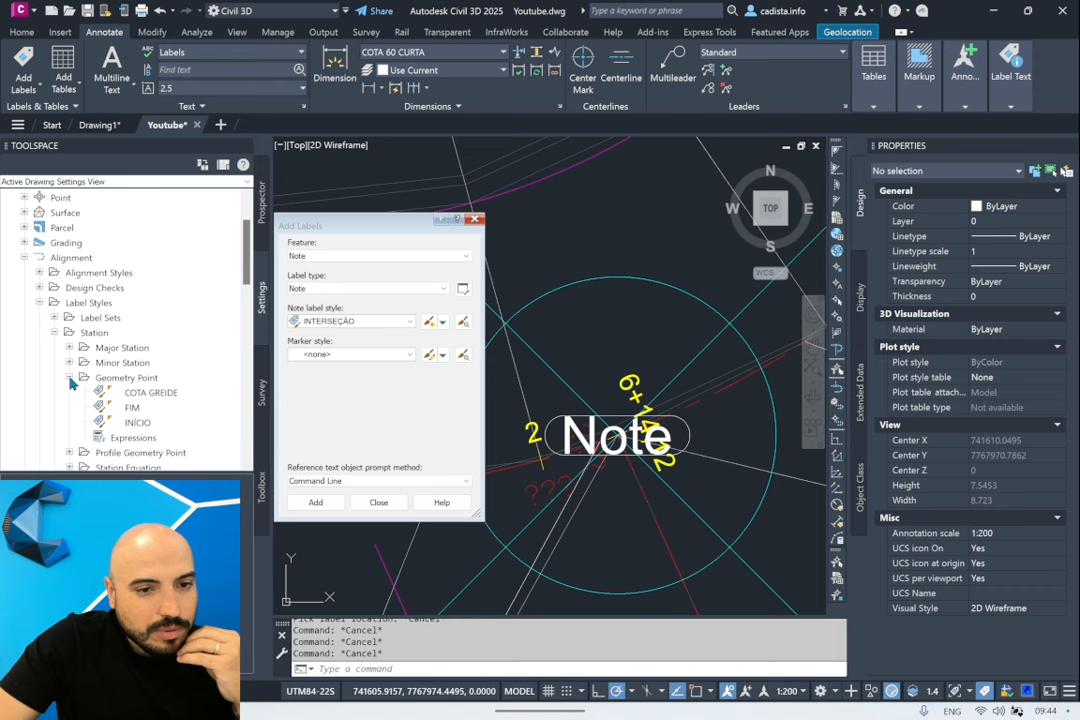 C
Civil 3D
Share
Autodesk Civil 3D 2025 Youtube.dwg
Type a keyword or phrase
cadista.info
Home Insert Annotate Modify Analyze View Manage Output Survey Rail Transparent InfraWorks Collaborate Help Add-ins Express Tools Featured Apps Geolocation
Labels
Find text
2.5
COTA 60 CURTA
Use Current
Standard
Add Labels
Add Tables
Multiline Text
Dimension
Center Mark
Centerline
Multileader
Tables
Markup
Anno...
Label Text
Labels & Tables
Text
Dimensions
Centerlines
Leaders
Start
Drawing1*
Youtube*
TOOLSPACE
Active Drawing Settings View
Point
Surface
Parcel
Grading
Alignment
Alignment Styles
Design Checks
Label Styles
Label Sets
Station
Major Station
Minor Station
Geometry Point
COTA GREIDE
FIM
INÍCIO
Expressions
Profile Geometry Point
Station Equation
Prospector
Settings
Survey
Toolbox
[−][Top][2D Wireframe]
N
W
TOP
E
S
WCS
Add Labels
Feature:
Note
Label type:
Note
Note label style:
INTERSEÇÃO
Marker style:
<none>
Reference text object prompt method:
Command Line
Add
Close
Help
2
Note
???
Y
X
Pick label location: *Cancel*
Command: *Cancel*
Command: *Cancel*
Command: *Cancel*
Type a command
PROPERTIES
No selection
Design
Display
Extended Data
Object Class
General
Color ByLayer
Layer 0
Linetype ByLayer
Linetype scale 1
Lineweight ByLayer
Transparency ByLayer
Thickness 0
3D Visualization
Material ByLayer
Plot style
Plot style ByColor
Plot style table None
Plot table attach... Model
Plot table type Not available
View
Center X 741610.0495
Center Y 7767970.7862
Center Z 0
Height 7.5453
Width 8.723
Misc
Annotation scale 1:200
UCS icon On Yes
UCS icon at origin Yes
UCS per viewport Yes
UCS Name
Visual Style 2D Wireframe
UTM84-22S 741605.9157, 7767974.4495, 0.0000 MODEL
1:200
1.4
ENG
09:44